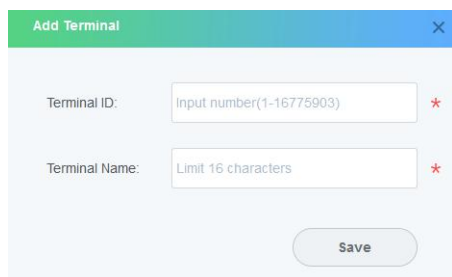 Add Terminal
Terminal ID: Input number(1-16775903) *
Terminal Name: Limit 16 characters *
Save